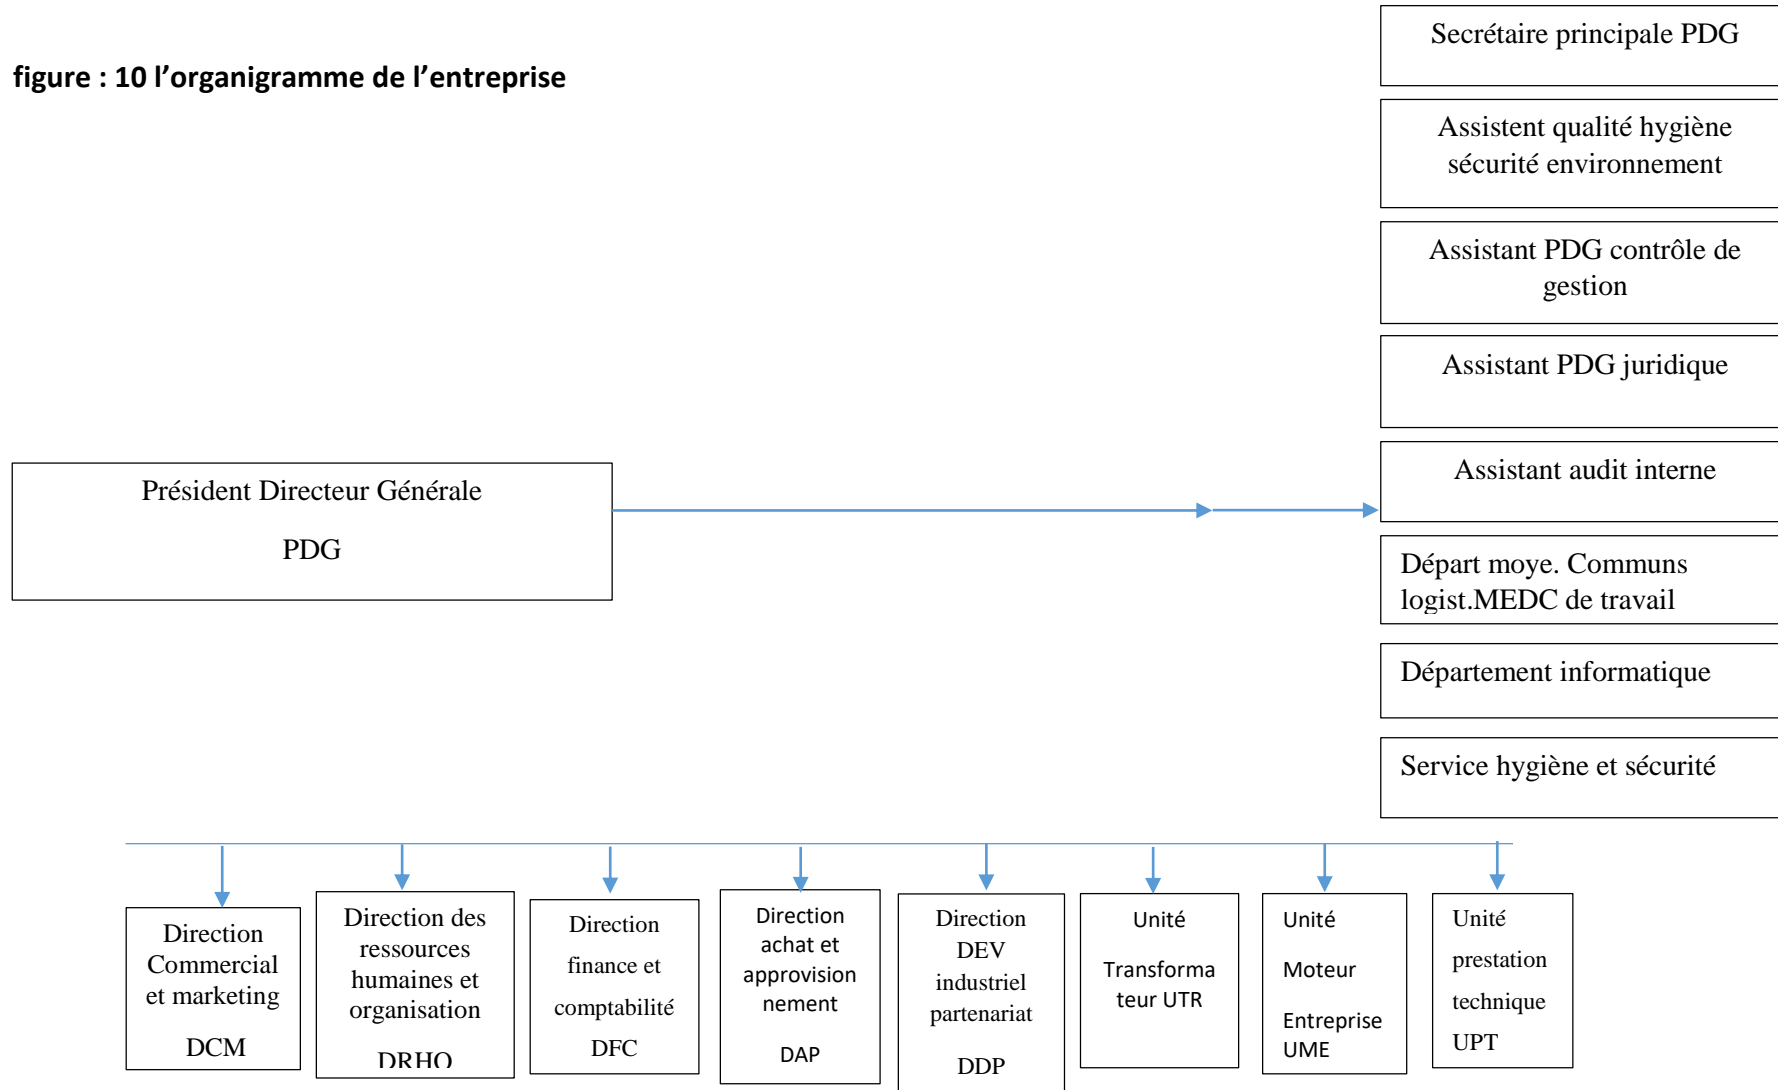 Secrétaire principale PDG
figure : 10 l’organigramme de l’entreprise
Assistent qualité hygiène
sécurité environnement
Assistant PDG contrôle de
gestion
Assistant PDG juridique
Assistant audit interne
Président Directeur Générale
PDG
Départ moye. Communs
logist.MEDC de travail
Département informatique
Service hygiène et sécurité
Direction
Commercial
et marketing
DCM
Direction des
ressources
humaines et
organisation
DRHO
Direction
finance et
comptabilité
DFC
Direction
achat et
approvision
nement
DAP
Direction
DEV
industriel
partenariat
DDP
Unité
Transforma
teur UTR
Unité
Moteur
Entreprise
UME
Unité
prestation
technique
UPT